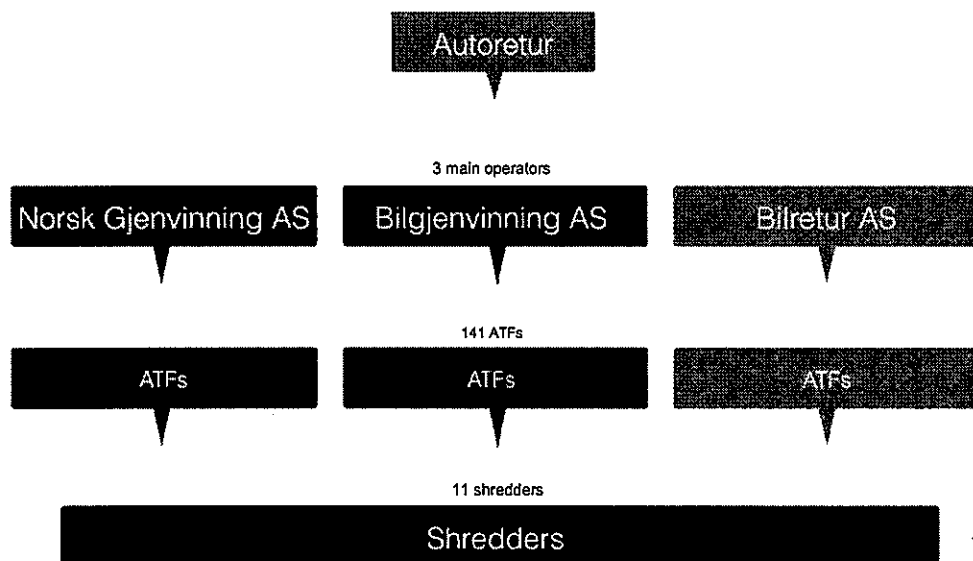 Autoretur
3 main operators
Norsk Gjenvinning AS
Bilgjenvinning AS
Bilretur AS
141 ATFs
ATFs
ATFs
ATFs
11 shredders
Shredders